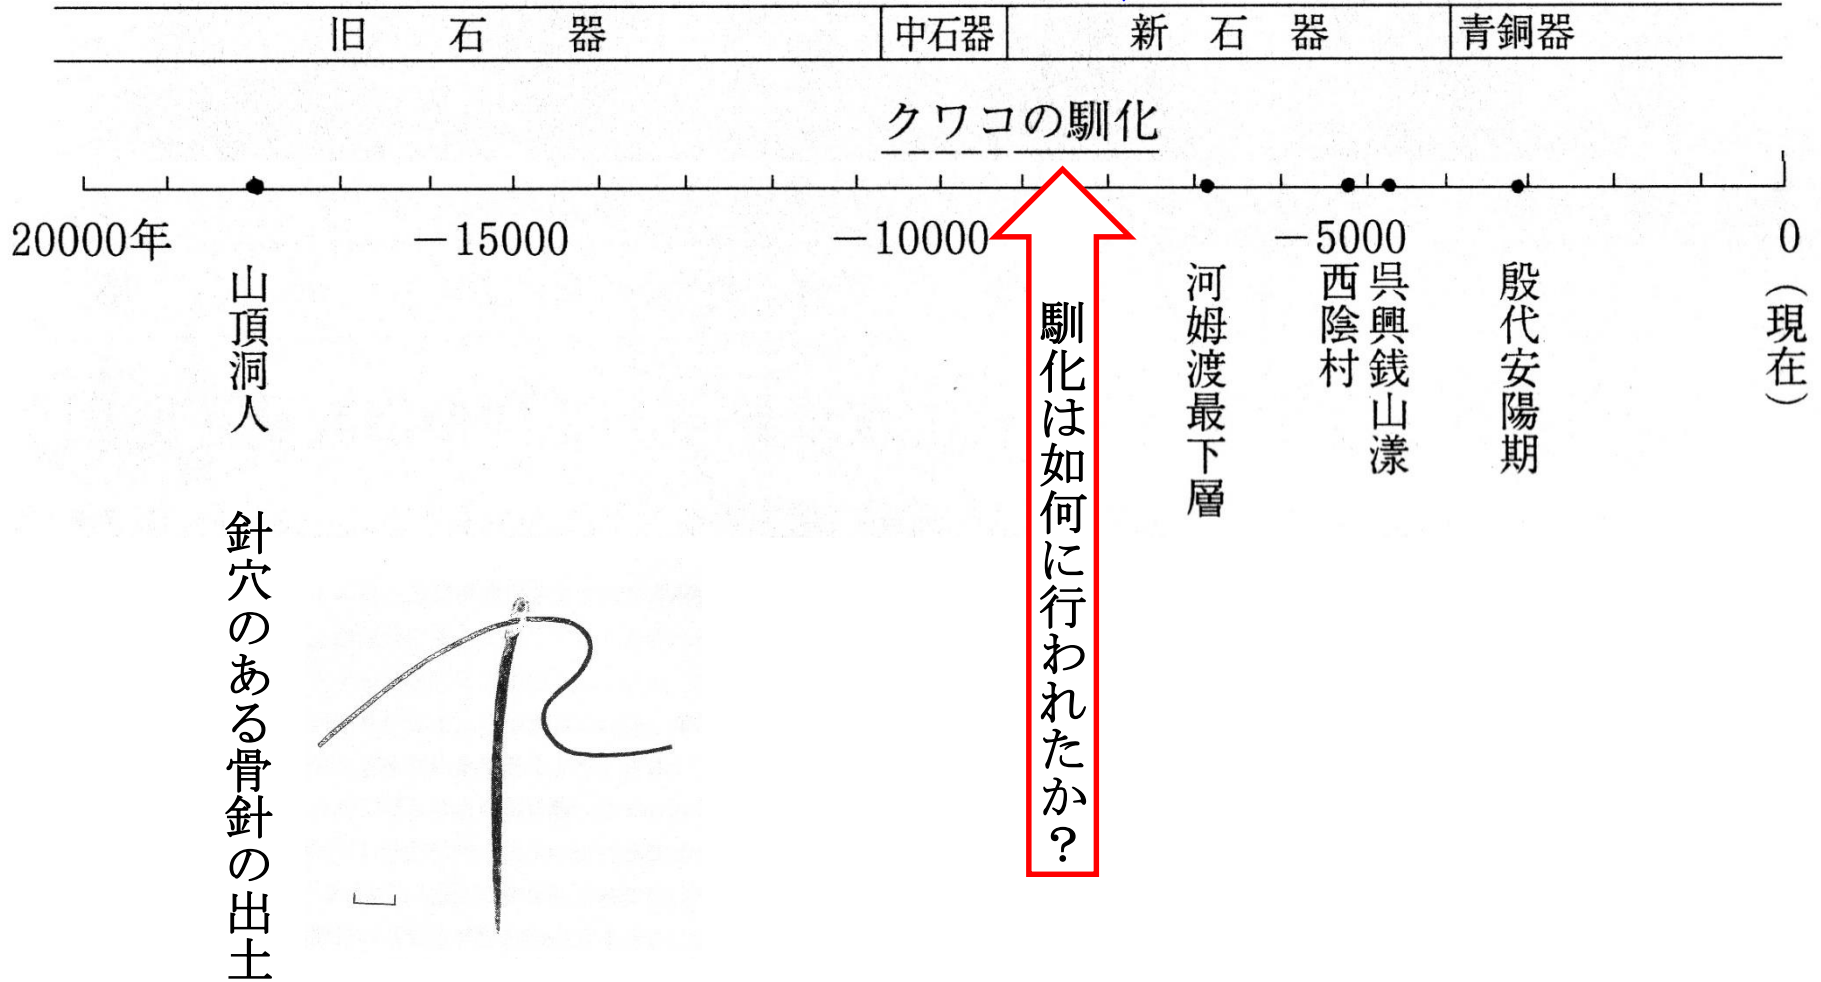 旧石器
中石器
新石器
青銅器
クワコの馴化
20000年
−15000
−10000
−5000
0
(現在)
山頂洞人
河姆渡最下層
西陰村
呉興銭山漾
殷代安陽期
針穴のある骨針の出土
馴化は如何に行われたか?